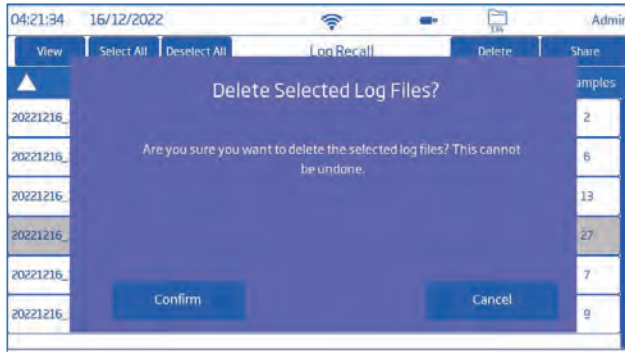 04:21:34 16/12/2022 Admi
View Select All Deselect All Log Recall Delete Share
amples
Delete Selected Log Files?
20221216_ 2
Are you sure you want to delete the selected log files? This cannot
be undone.
20221216_ 6
20221216_ 13
20221216_ 27
20221216_ 7
Confirm Cancel
20221216_ 9